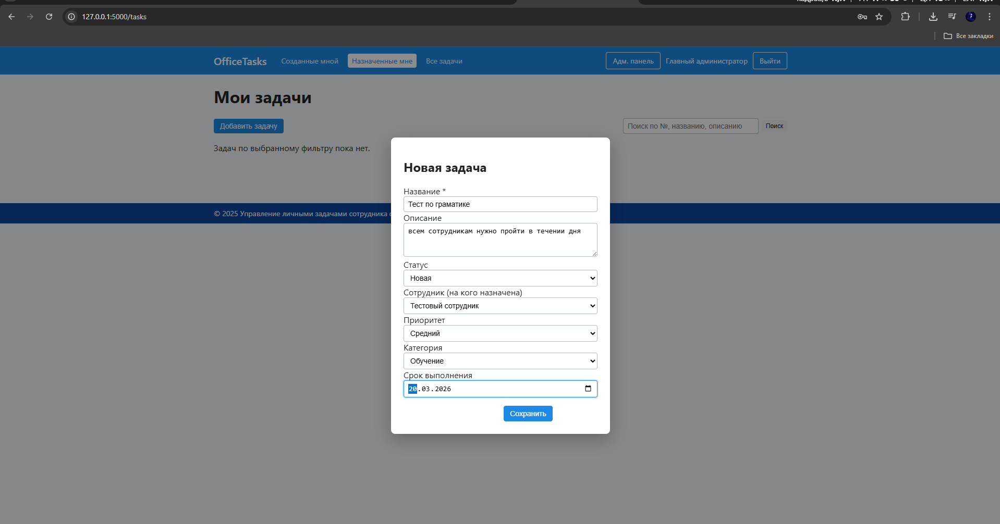 127.0.0.1:5000/tasks
Все закладки
OfficeTasks Созданные мной Назначенные мне Все задачи Адм. панель Главный администратор Выйти
Мои задачи
Добавить задачу Поиск по №, названию, описанию Поиск
Задач по выбранному фильтру пока нет.
Новая задача
Название *
Тест по граматике
© 2025 Управление личными задачами сотрудника
Описание
всем сотрудникам нужно пройти в течении дня
Статус
Новая
Сотрудник (на кого назначена)
Тестовый сотрудник
Приоритет
Средний
Категория
Обучение
Срок выполнения
20.03.2026
Сохранить